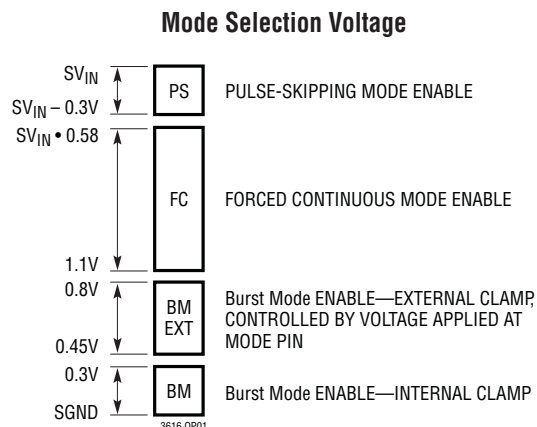 Mode Selection Voltage
SVIN
SVIN – 0.3V
PS
PULSE-SKIPPING MODE ENABLE
SVIN • 0.58
1.1V
FC
FORCED CONTINUOUS MODE ENABLE
0.8V
0.45V
BM
EXT
Burst Mode ENABLE—EXTERNAL CLAMP,
CONTROLLED BY VOLTAGE APPLIED AT
MODE PIN
0.3V
SGND
BM
Burst Mode ENABLE—INTERNAL CLAMP
3616 OP01